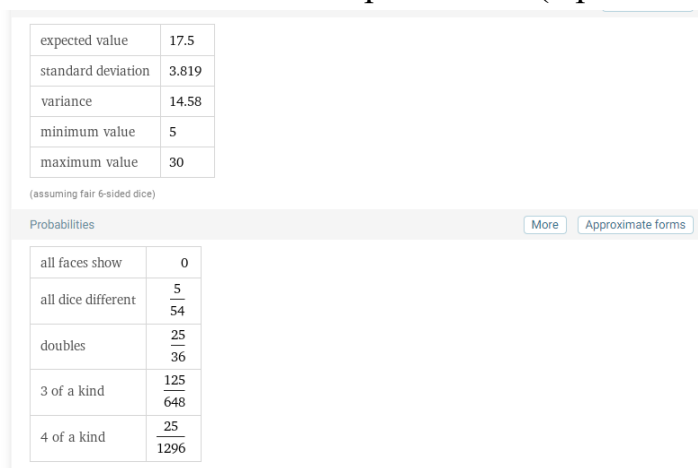 expected value 17.5
standard deviation 3.819
variance 14.58
minimum value 5
maximum value 30
(assuming fair 6-sided dice)
Probabilities More Approximate forms
all faces show 0
all dice different 5/54
doubles 25/36
3 of a kind 125/648
4 of a kind 25/1296